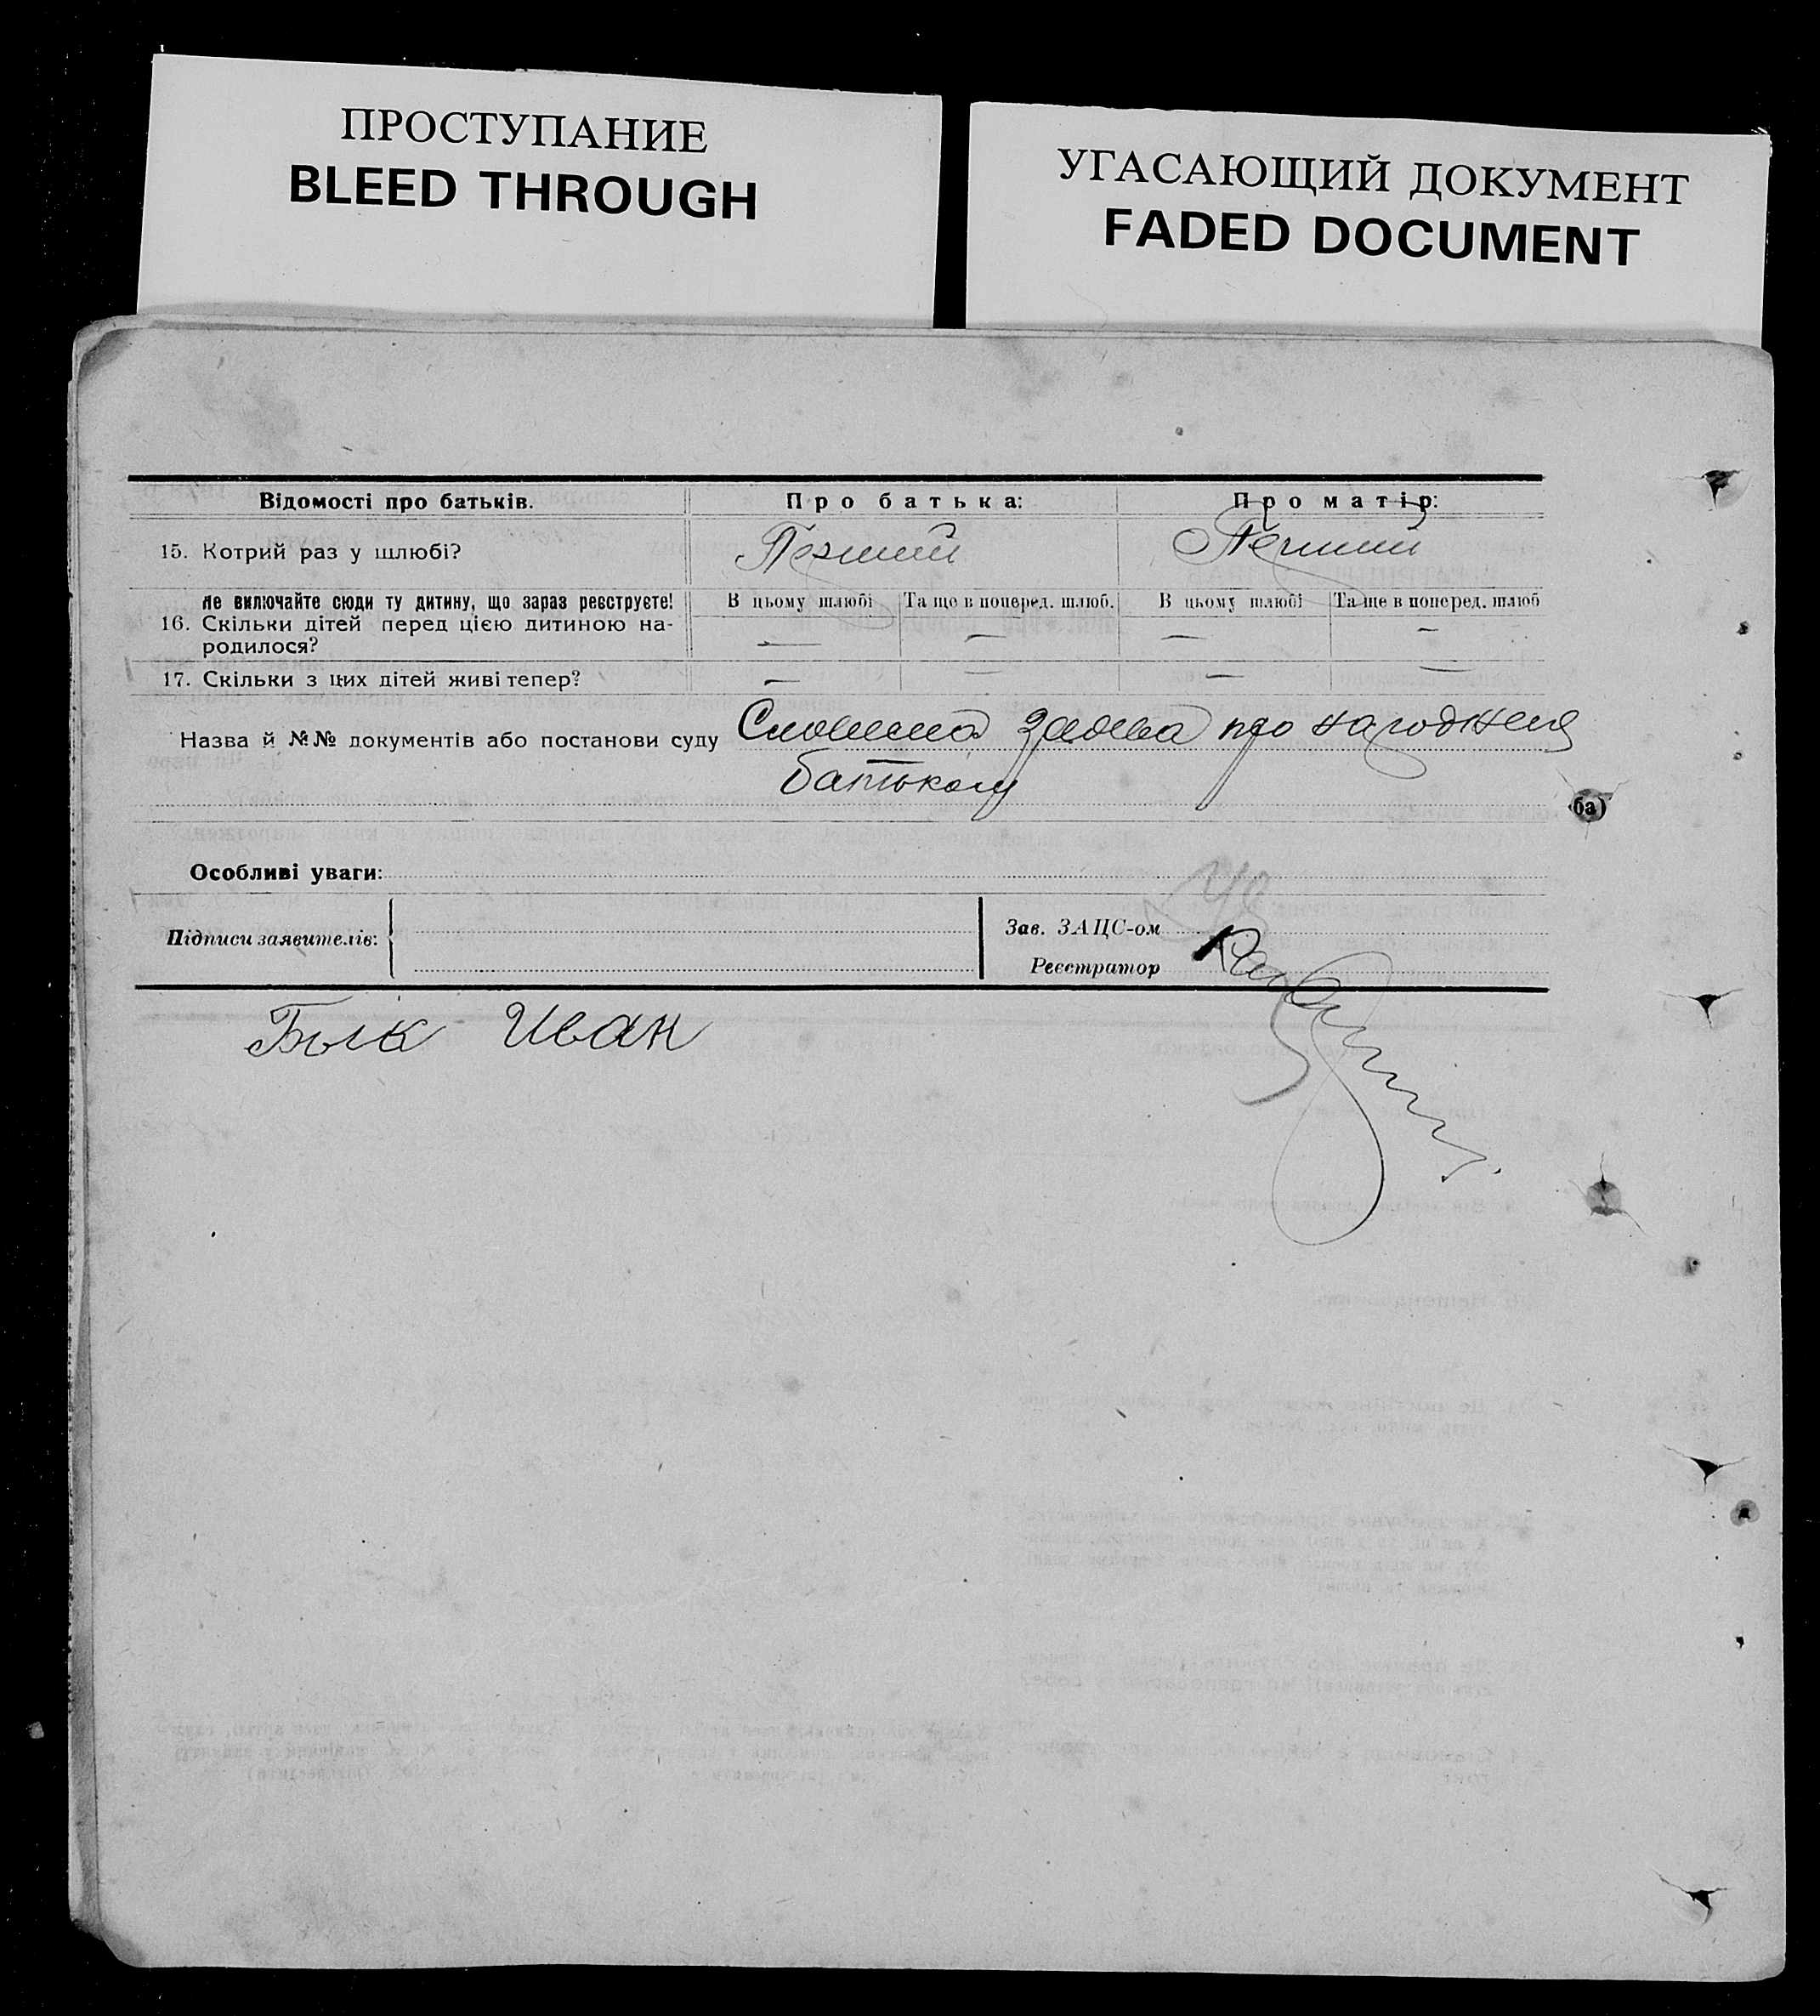 ПРОСТУПАНИЕ
BLEED THROUGH
УГАСАЮЩИЙ ДОКУМЕНТ
FADED DOCUMENT
Відомості про батьків. Про батька: Про матір:
15. Котрий раз у шлюбі? Перший Перший
Не включайте сюди ту дитину, що зараз реєструєте! В цьому шлюбі Та ще в поперед. шлюб. В цьому шлюбі Та ще в поперед. шлюб
16. Скільки дітей перед цією дитиною на-
родилося? — — — —
17. Скільки з цих дітей живі тепер? — — — —
Назва й №№ документів або постанови суду Словесна заява про народження
батьком
(ба)
Особливі уваги:
Підписи заявителів:
Зав. ЗАЦС-ом
Реєстратор
Бык Иван